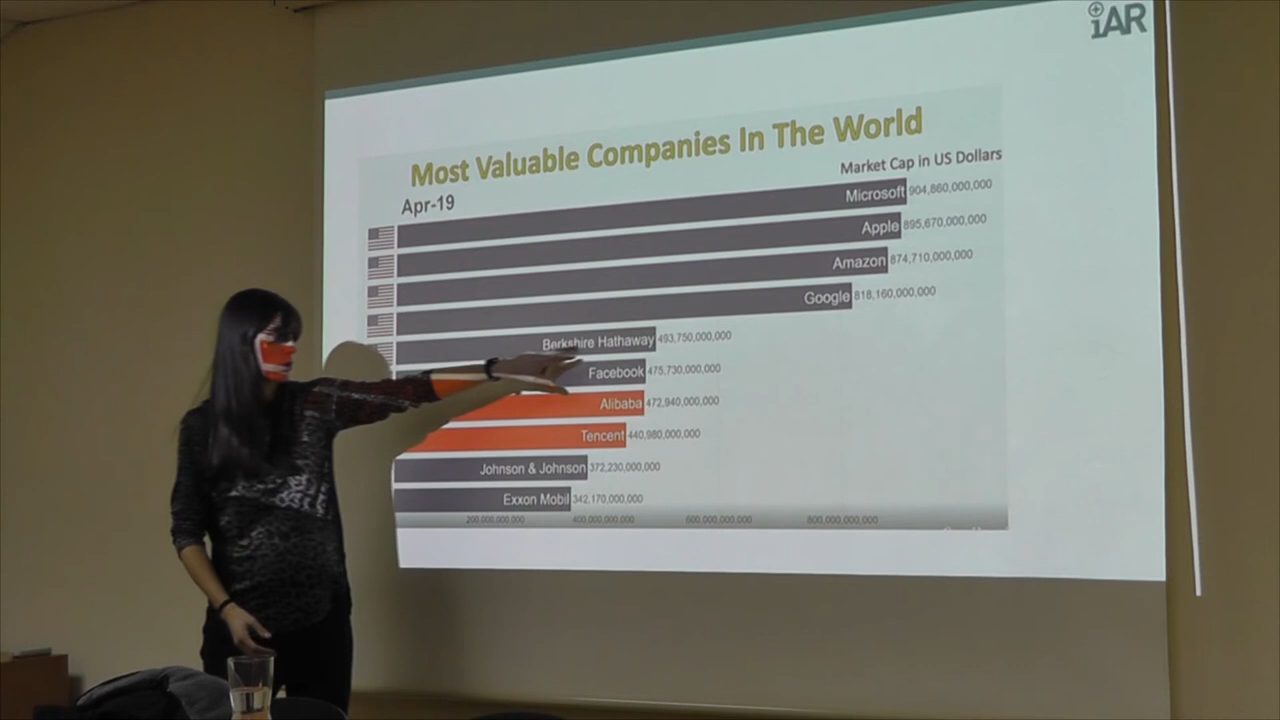 iAR
Most Valuable Companies In The World
Market Cap in US Dollars
Apr-19
Microsoft 904,860,000,000
Apple 895,670,000,000
Amazon 874,710,000,000
Google 818,160,000,000
Berkshire Hathaway 493,750,000,000
Facebook 475,730,000,000
Alibaba 472,940,000,000
Tencent 440,980,000,000
Johnson & Johnson 372,230,000,000
Exxon Mobil 342,170,000,000
200,000,000,000 400,000,000,000 600,000,000,000 800,000,000,000